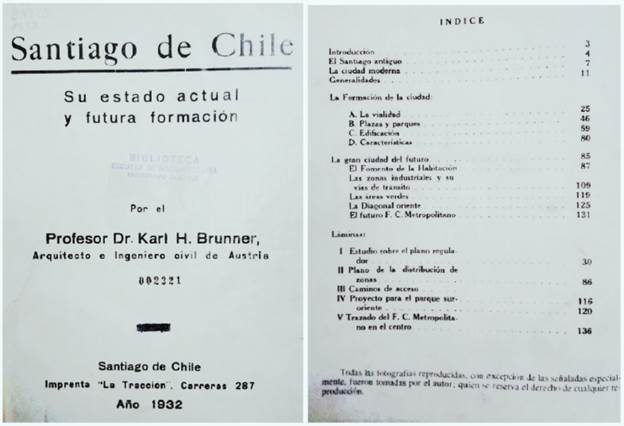 Santiago de Chile
Su estado actual
y futura formación
BIBLIOTECA
Por el
Profesor Dr. Karl H. Brunner,
Arquitecto e Ingeniero civil de Austria
002221
Santiago de Chile
Imprenta "La Traccion". Carreras 287
Año 1932
INDICE
Introducción 3
El Santiago antiguo 4
La ciudad moderna 7
Generalidades 11
La Formación de la ciudad:
A. La vialidad 25
B. Plazas y parques 46
C. Edificación 59
D. Características 80
La gran ciudad del futuro 85
El Fomento de la Habitación 87
Las zonas industriales y su
vias de tránsito 109
Las áreas verdes 119
La Diagonal oriente 125
El futuro F. C. Metropolitano 131
Láminas:
I Estudio sobre el plano regula-
dor 30
II Plano de la distribución de
zonas 86
III Caminos de acceso
IV Proyecto para el parque sur-
oriente 116
120
V Trazado del F. C. Metropolita-
no en el centro 136
Todas las fotografías reproducidas, con excepción de las señaladas especial-
mente, fueron tomadas por el autor; quien se reserva el derecho de cualquier re-
producción.